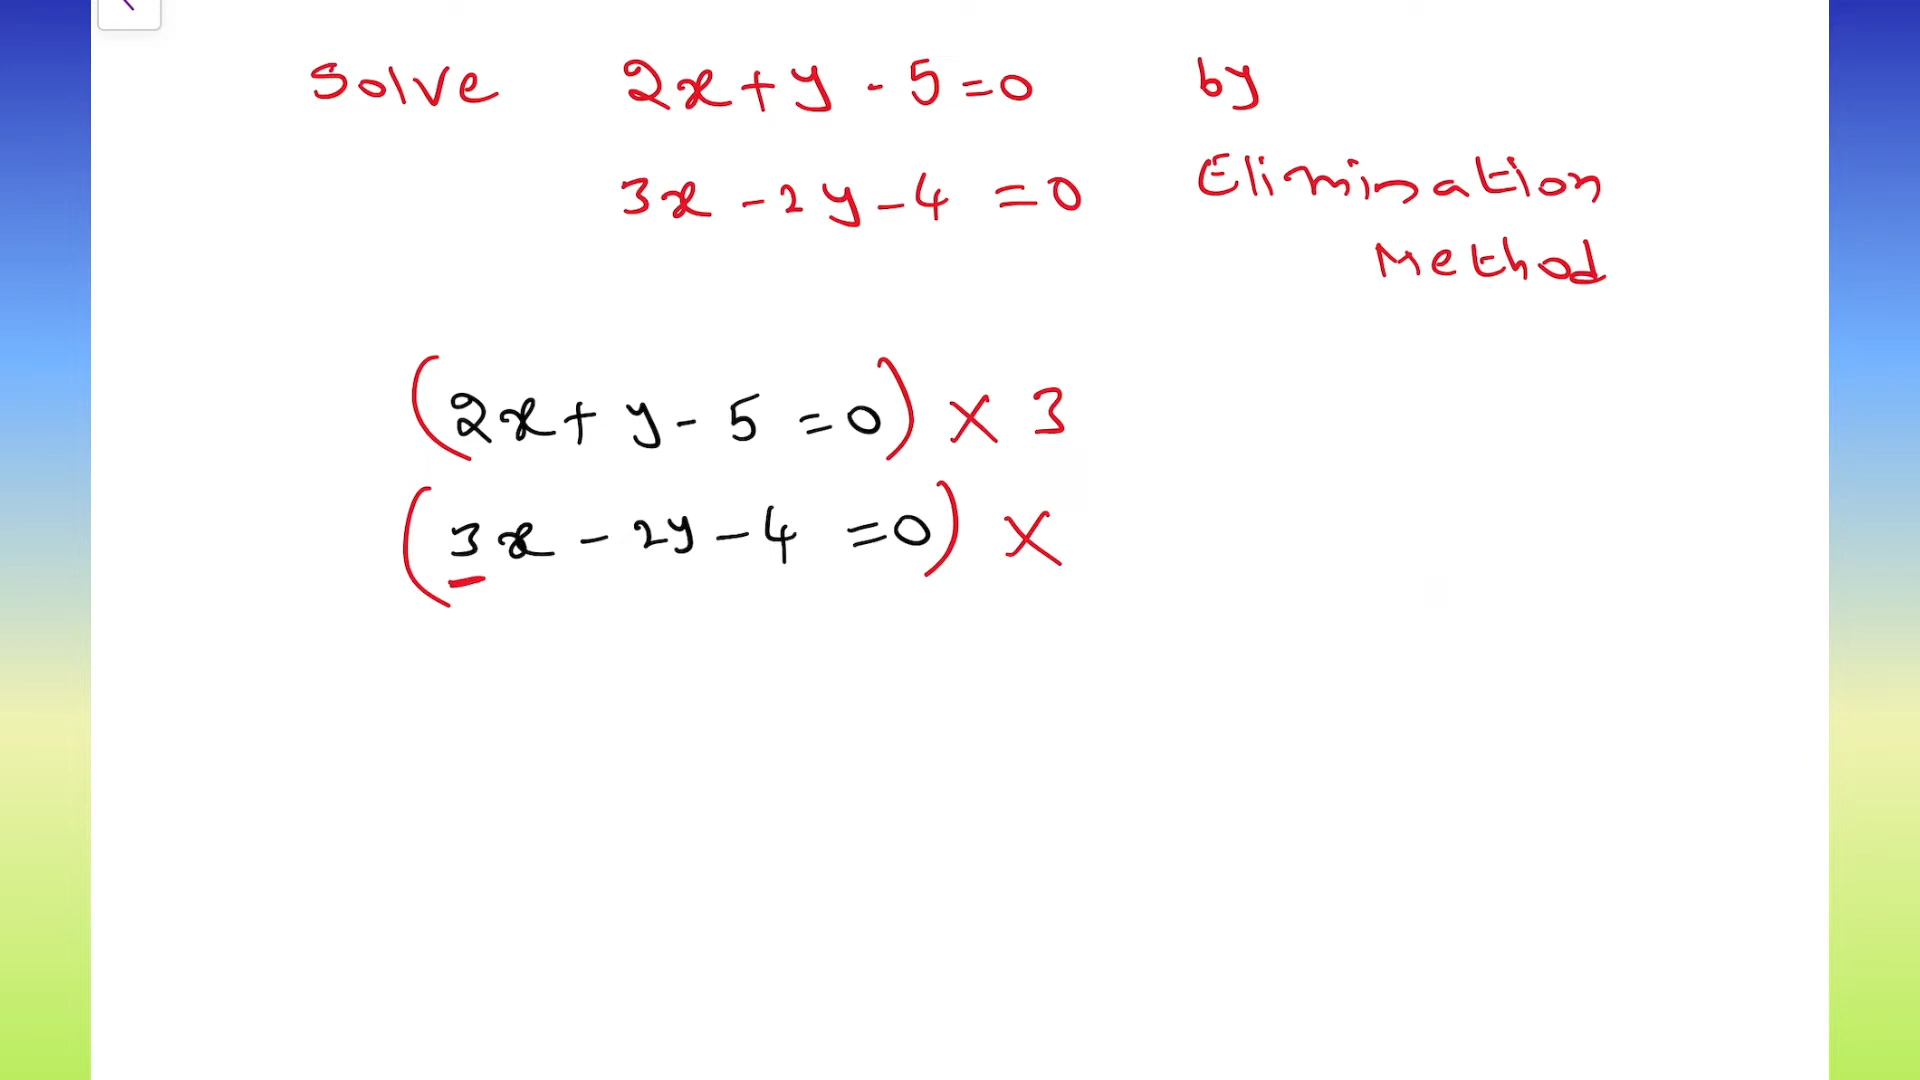 Solve 2x + y - 5 = 0 by
3x - 2y - 4 = 0 Elimination
Method
(2x + y - 5 = 0) × 3
(3x - 2y - 4 = 0) ×